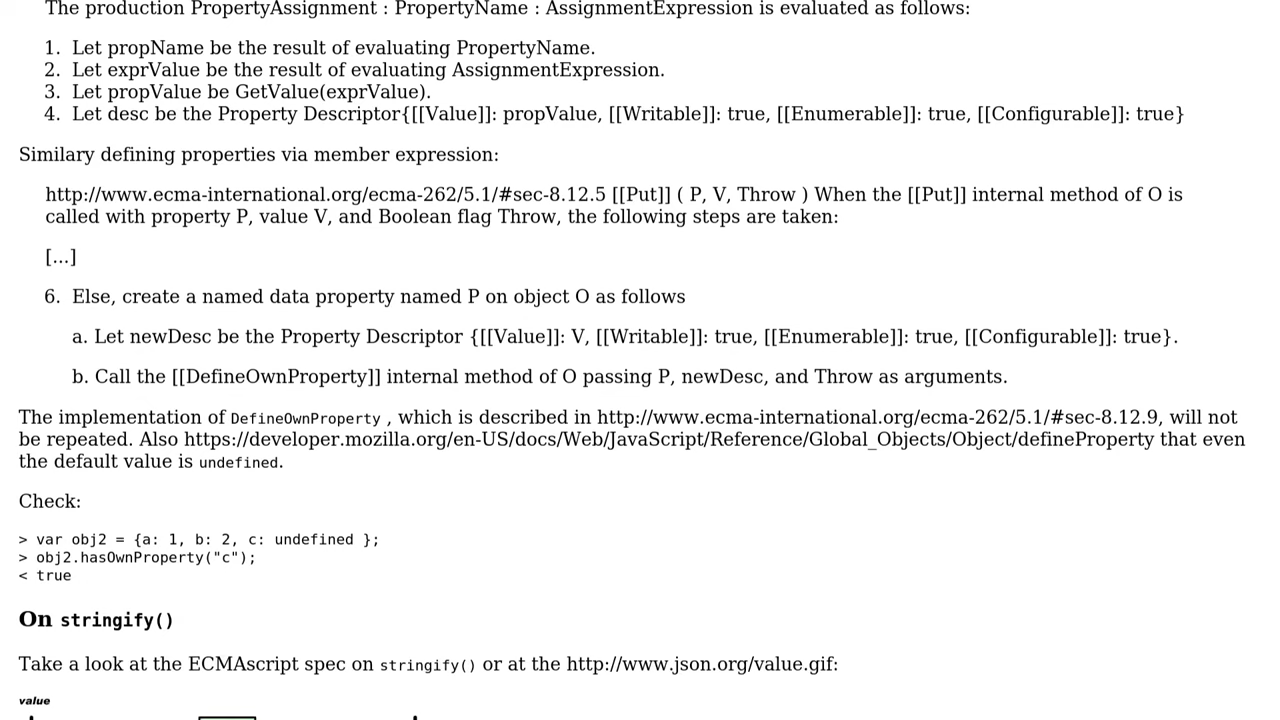 The production PropertyAssignment : PropertyName : AssignmentExpression is evaluated as follows:
1. Let propName be the result of evaluating PropertyName.
2. Let exprValue be the result of evaluating AssignmentExpression.
3. Let propValue be GetValue(exprValue).
4. Let desc be the Property Descriptor{[[Value]]: propValue, [[Writable]]: true, [[Enumerable]]: true, [[Configurable]]: true}
Similary defining properties via member expression:
http://www.ecma-international.org/ecma-262/5.1/#sec-8.12.5 [[Put]] ( P, V, Throw ) When the [[Put]] internal method of O is
called with property P, value V, and Boolean flag Throw, the following steps are taken:
[...]
6. Else, create a named data property named P on object O as follows
a. Let newDesc be the Property Descriptor {[[Value]]: V, [[Writable]]: true, [[Enumerable]]: true, [[Configurable]]: true}.
b. Call the [[DefineOwnProperty]] internal method of O passing P, newDesc, and Throw as arguments.
The implementation of DefineOwnProperty , which is described in http://www.ecma-international.org/ecma-262/5.1/#sec-8.12.9, will not
be repeated. Also https://developer.mozilla.org/en-US/docs/Web/JavaScript/Reference/Global_Objects/Object/defineProperty that even
the default value is undefined.
Check:
> var obj2 = {a: 1, b: 2, c: undefined };
> obj2.hasOwnProperty("c");
< true
On stringify()
Take a look at the ECMAscript spec on stringify() or at the http://www.json.org/value.gif:
value